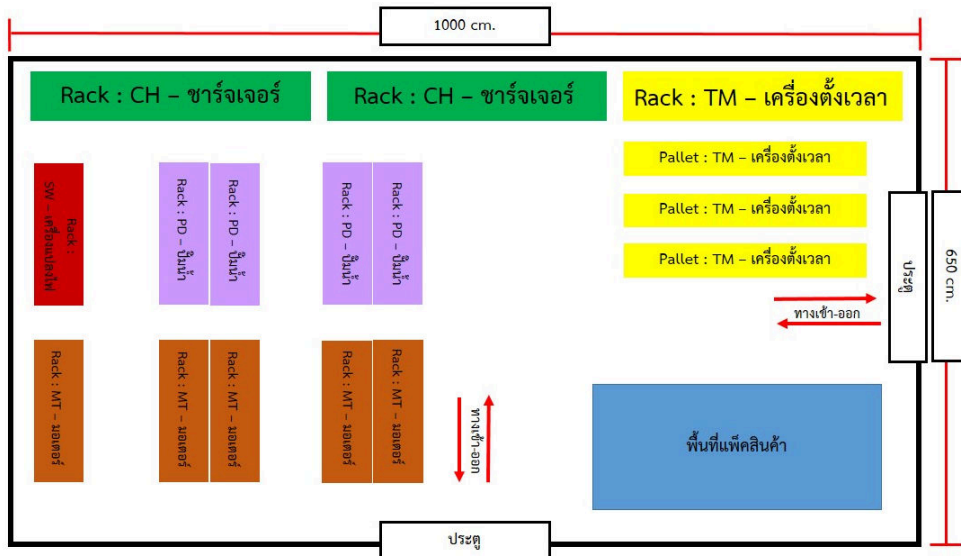 1000 cm.
Rack : CH – ชาร์จเจอร์
Rack : CH – ชาร์จเจอร์
Rack : TM – เครื่องตั้งเวลา
Pallet : TM – เครื่องตั้งเวลา
Pallet : TM – เครื่องตั้งเวลา
Pallet : TM – เครื่องตั้งเวลา
Rack :
SW – เครื่องแปลงไฟ
Rack : PD – ปั๊มน้ำ
Rack : PD – ปั๊มน้ำ
Rack : PD – ปั๊มน้ำ
Rack : PD – ปั๊มน้ำ
ประตู
650 cm.
ทางเข้า-ออก
Rack : MT – มอเตอร์
Rack : MT – มอเตอร์
Rack : MT – มอเตอร์
Rack : MT – มอเตอร์
Rack : MT – มอเตอร์
ทางเข้า-ออก
พื้นที่แพ็คสินค้า
ประตู